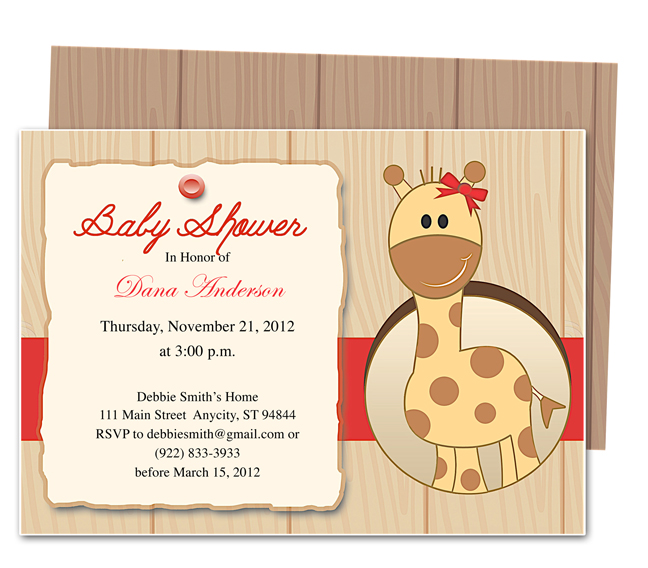 Baby Shower
In Honor of
Dana Anderson
Thursday, November 21, 2012
at 3:00 p.m.
Debbie Smith's Home
111 Main Street  Anycity, ST 94844
RSVP to debbiesmith@gmail.com or
(922) 833-3933
before March 15, 2012